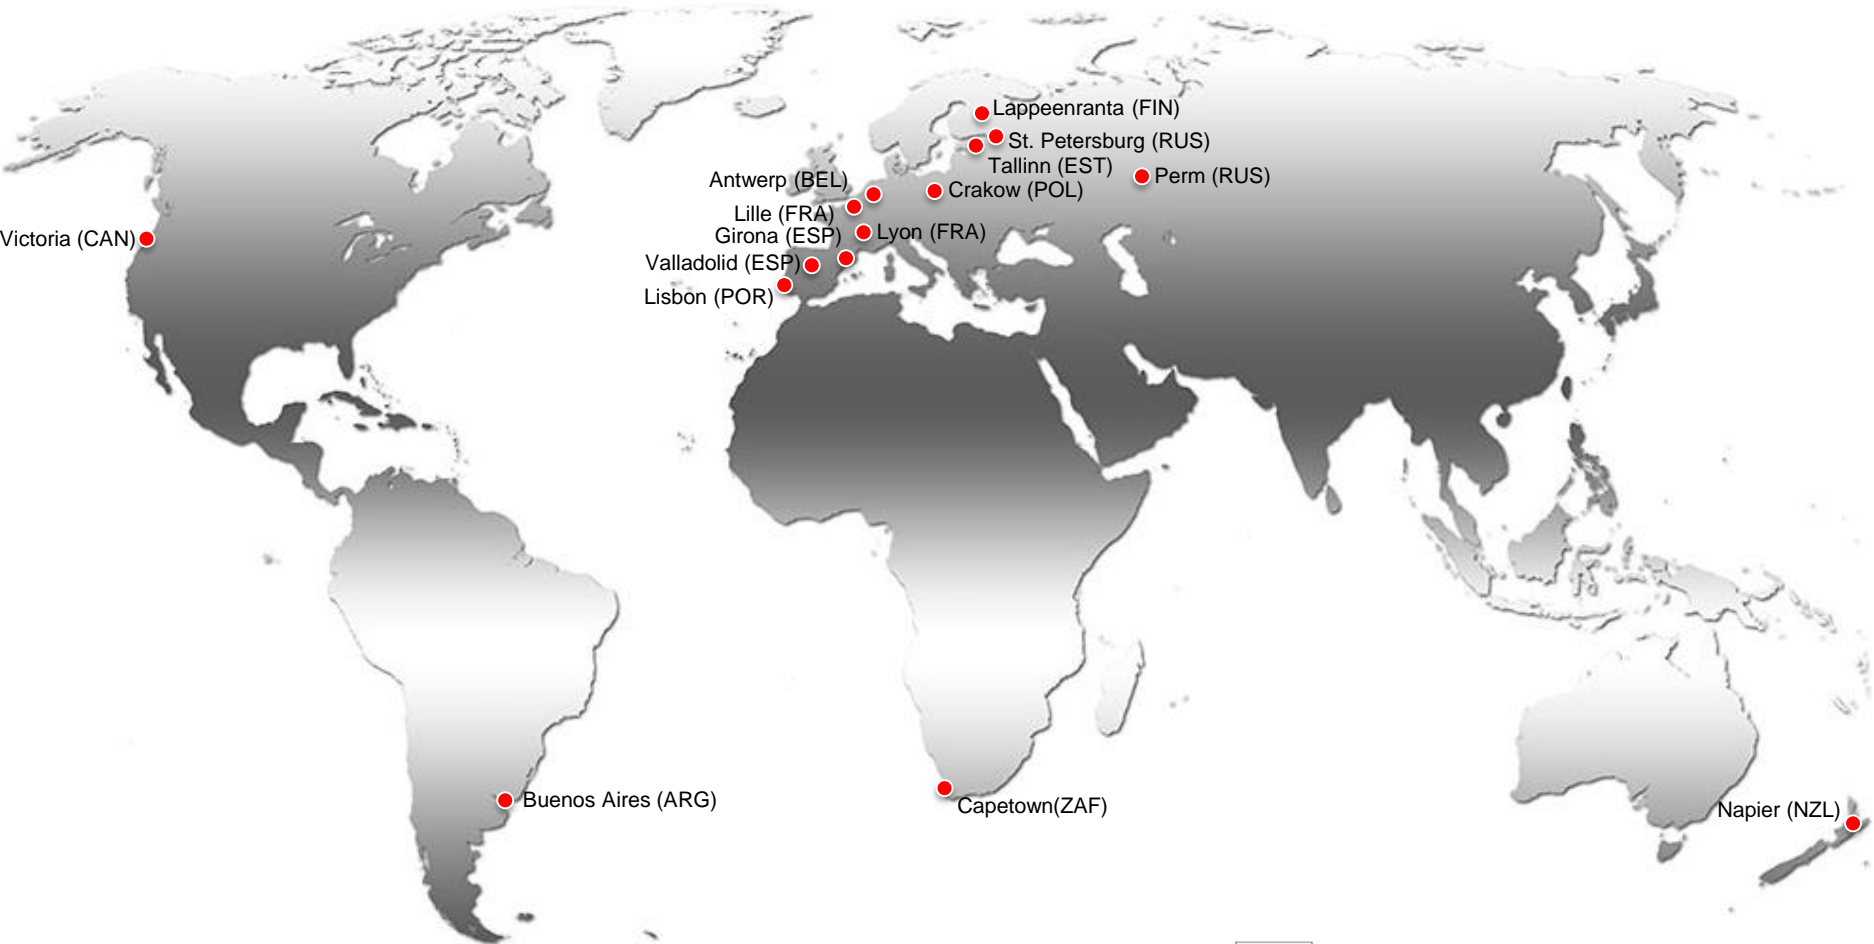 Lappeenranta (FIN)
St. Petersburg (RUS)
Tallinn (EST)
Perm (RUS)
Antwerp (BEL)
Crakow (POL)
Lille (FRA)
Lyon (FRA)
Girona (ESP)
Victoria (CAN)
Valladolid (ESP)
Lisbon (POR)
Buenos Aires (ARG)
Capetown(ZAF)
Napier (NZL)